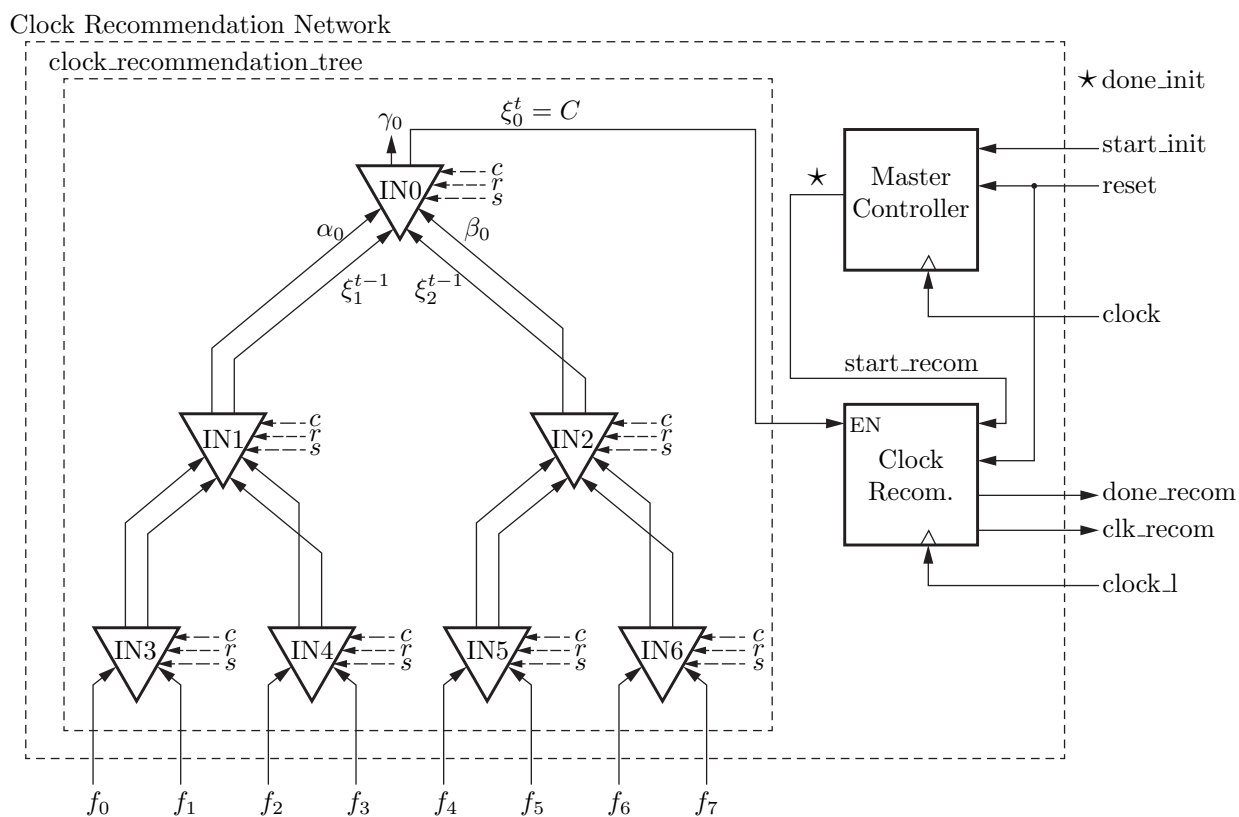 Clock Recommendation Network
clock_recommendation_tree
⋆ done_init
γ₀
ξ₀ᵗ = C
start_init
reset
⋆
Master
Controller
IN0
c
r
s
α₀
β₀
ξ₁ᵗ⁻¹
ξ₂ᵗ⁻¹
clock
start_recom
IN1
c
r
s
IN2
c
r
s
EN
Clock
Recom.
done_recom
clk_recom
clock_l
IN3
c
r
s
IN4
c
r
s
IN5
c
r
s
IN6
c
r
s
f₀ f₁ f₂ f₃ f₄ f₅ f₆ f₇